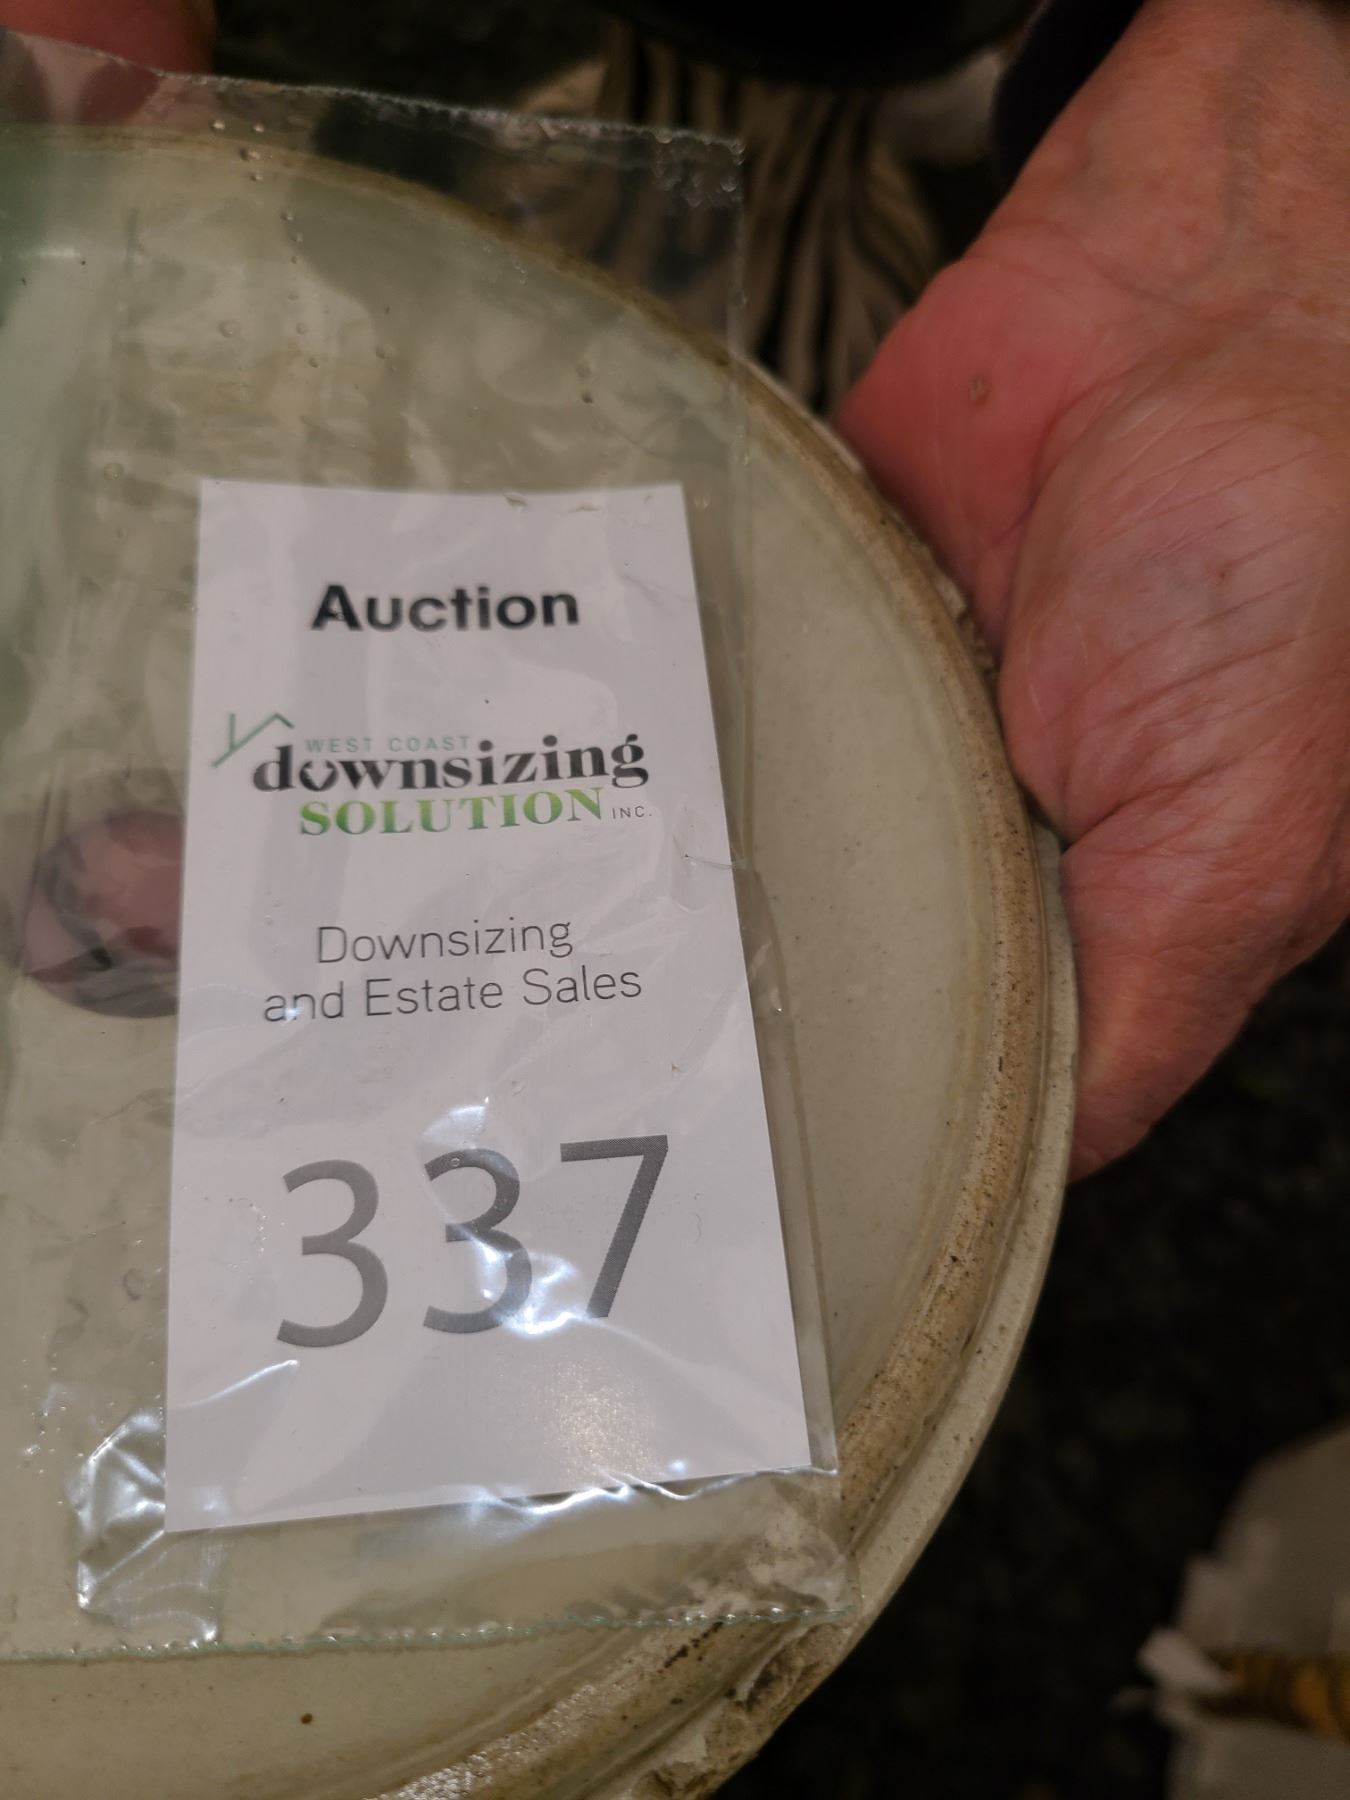 Auction
WEST COAST
downsizing
SOLUTION INC.
Downsizing
and Estate Sales
337